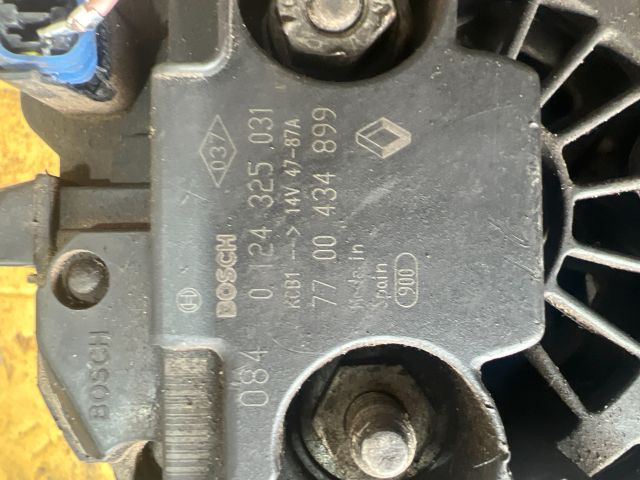 037
BOSCH 0 124 325 031
KCB1 --> 14V 47-87A
77 00 434 899
Made in
Spain
900
084
BOSCH